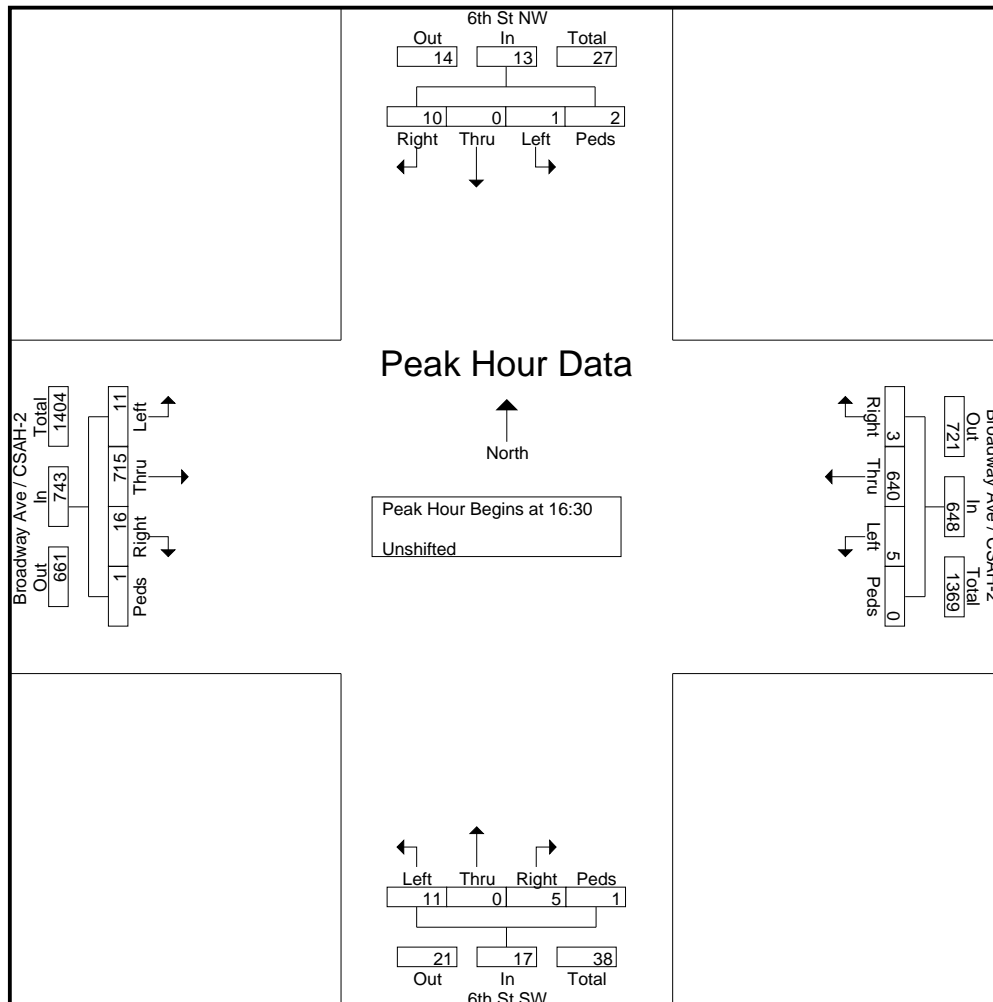 6th St NW
Out In Total
14 13 27
10 0 1 2
Right Thru Left Peds
Peak Hour Data
North
Peak Hour Begins at 16:30
Unshifted
Broadway Ave / CSAH-2
Out In Total
661 743 1404
11 715 16 1
Left Thru Right Peds
Broadway Ave / CSAH-2
Out In Total
721 648 1369
3 640 5 0
Right Thru Left Peds
Left Thru Right Peds
11 0 5 1
21 17 38
Out In Total
6th St SW